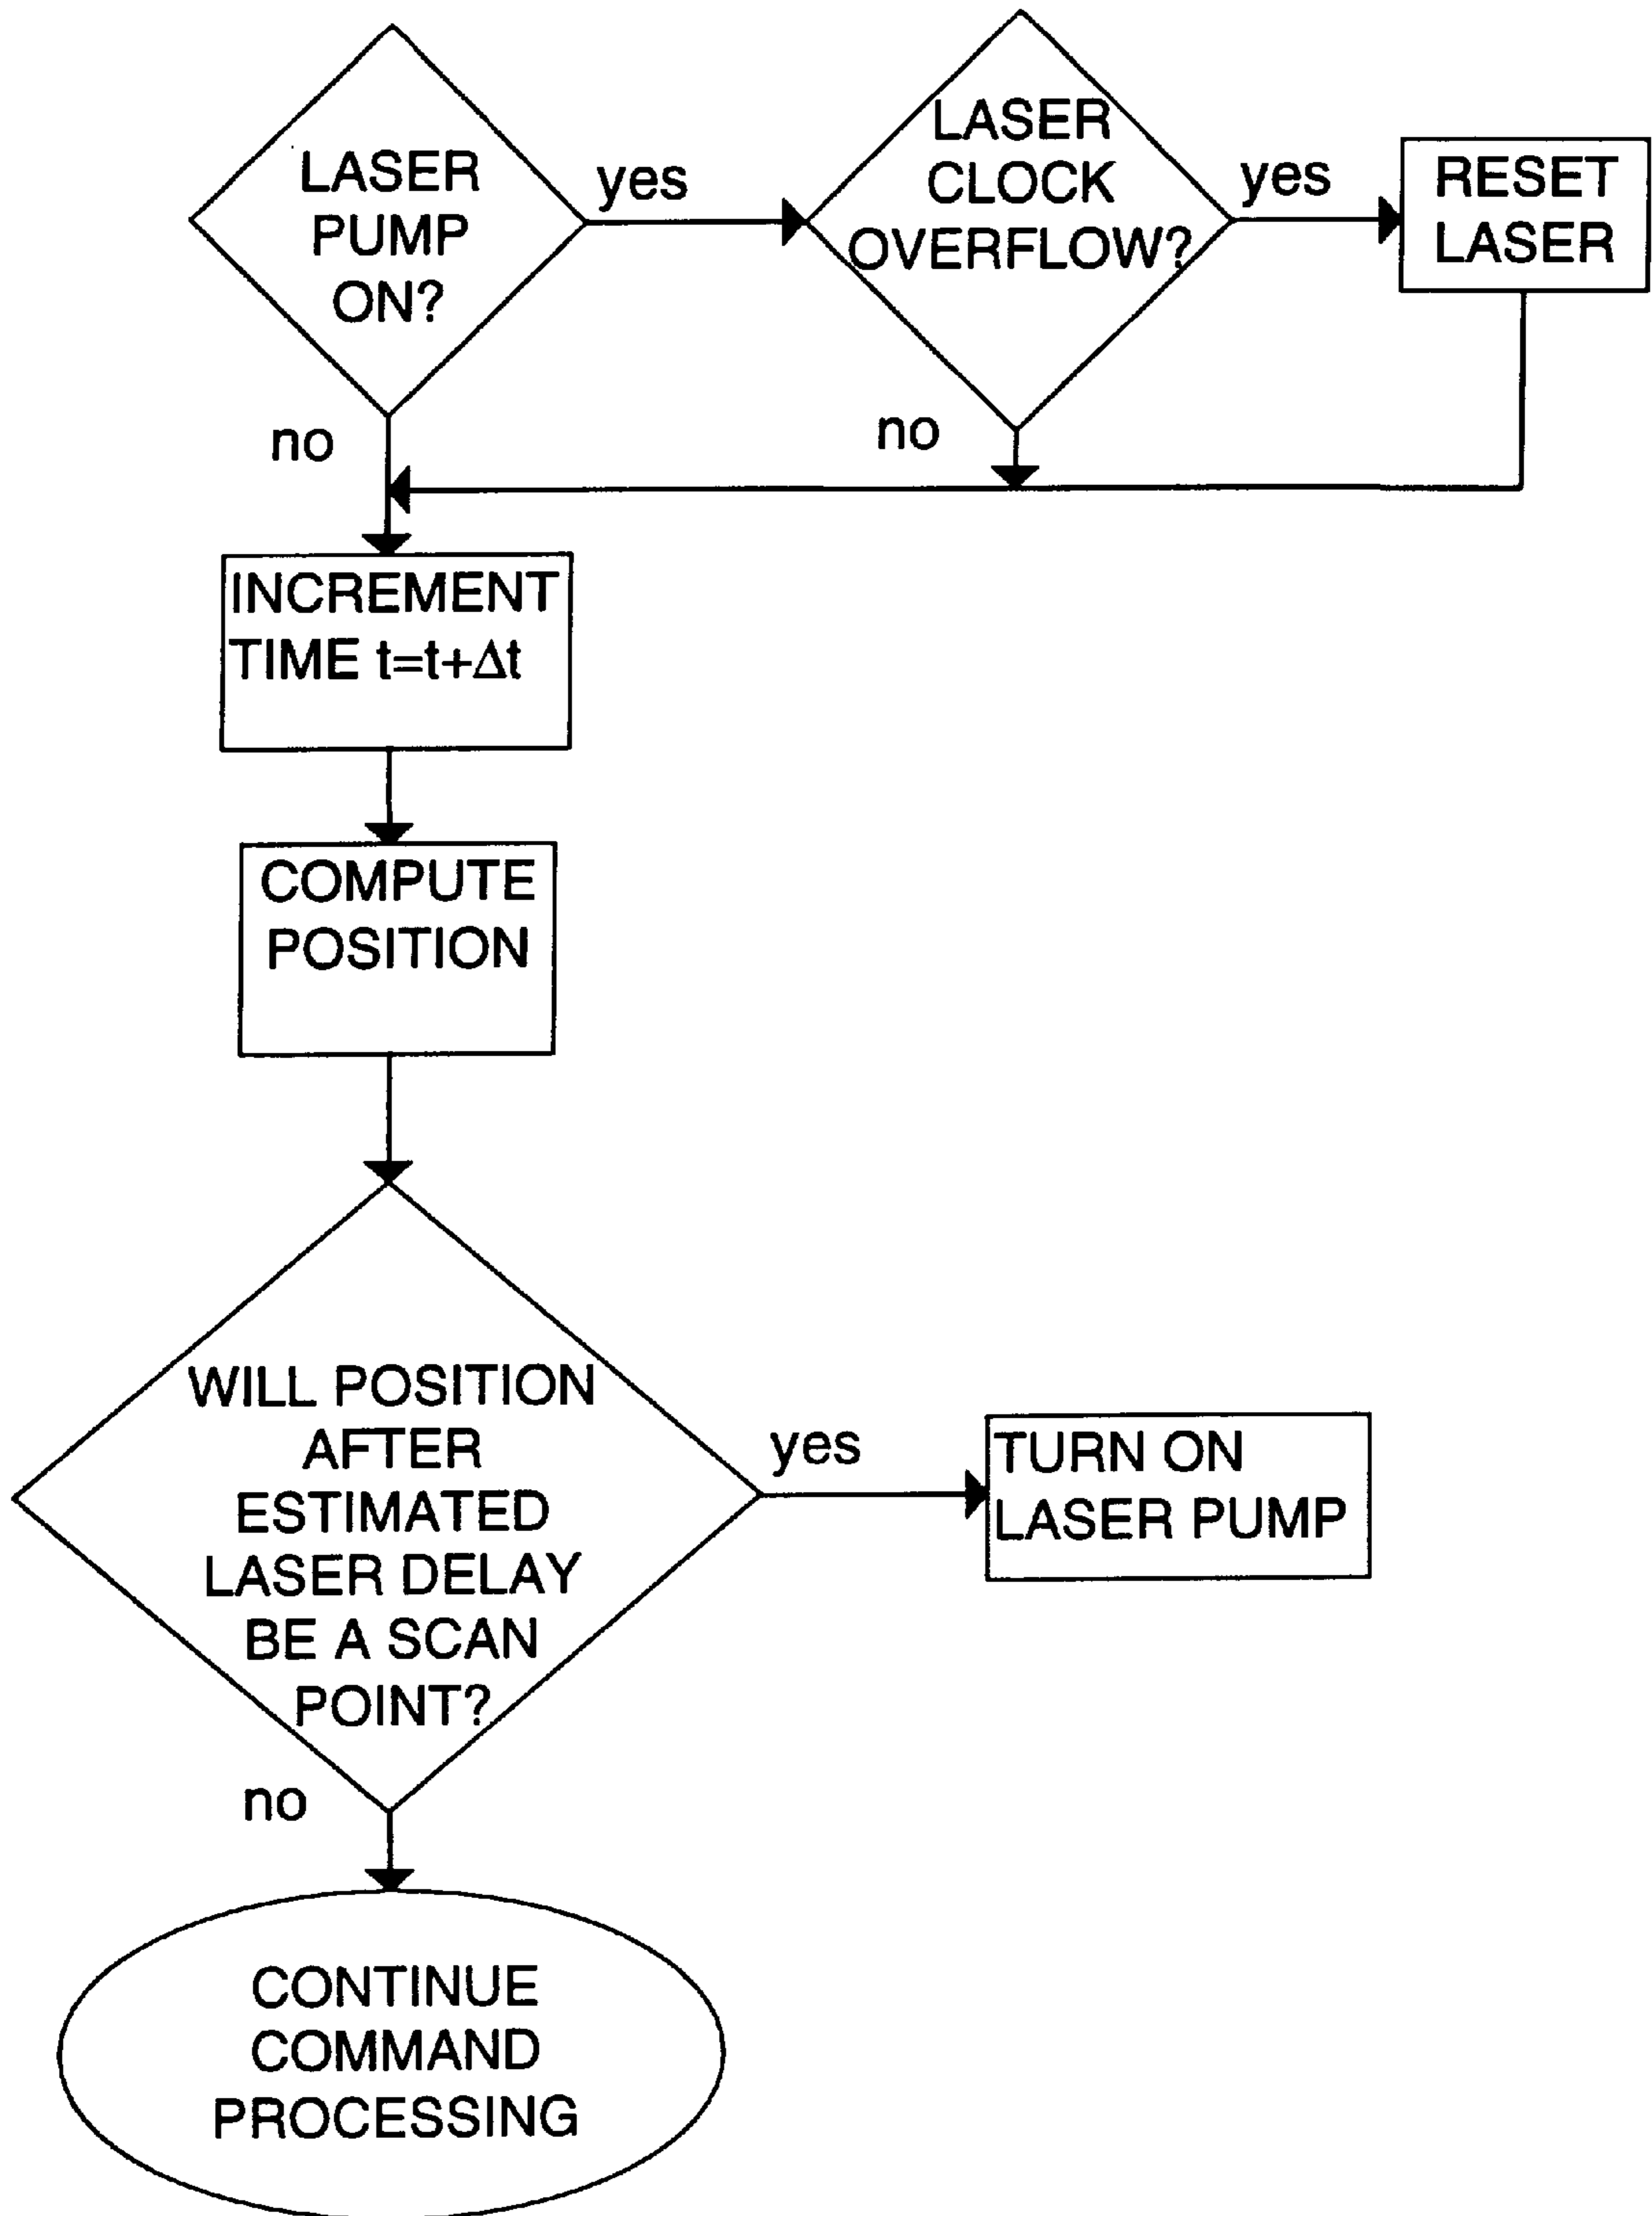 LASER
PUMP
ON?
yes
LASER
CLOCK
OVERFLOW?
yes
RESET
LASER
no
no
INCREMENT
TIME t=t+Δt
COMPUTE
POSITION
WILL POSITION
AFTER
ESTIMATED
LASER DELAY
BE A SCAN
POINT?
yes
TURN ON
LASER PUMP
no
CONTINUE
COMMAND
PROCESSING